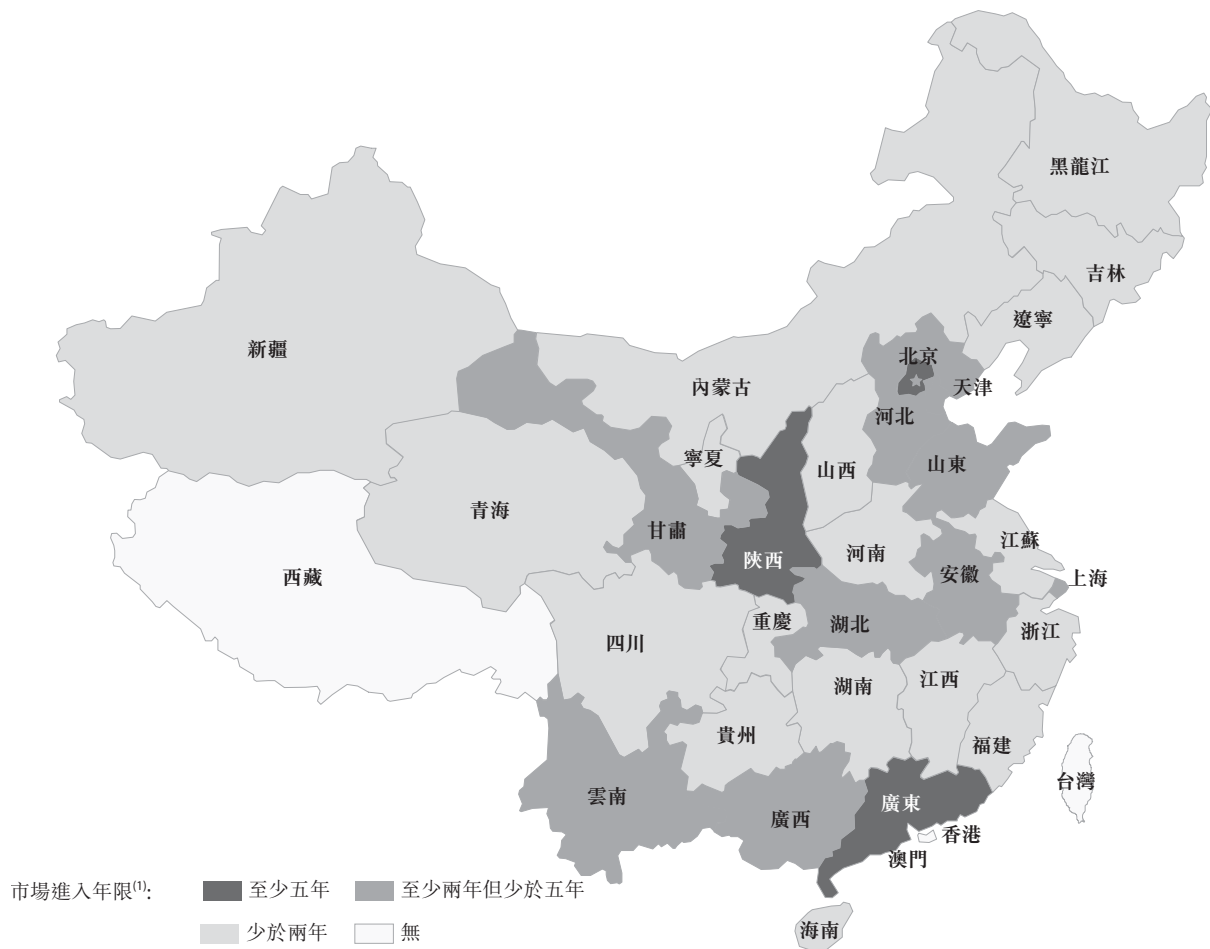 黑龍江
吉林
遼寧
新疆
北京
內蒙古
天津
河北
寧夏
山西
山東
青海
甘肅
陝西
河南
江蘇
西藏
安徽
上海
重慶
湖北
浙江
四川
湖南
江西
貴州
福建
台灣
雲南
廣西
廣東
香港
澳門
市場進入年限(1):
至少五年
至少兩年但少於五年
少於兩年
無
海南